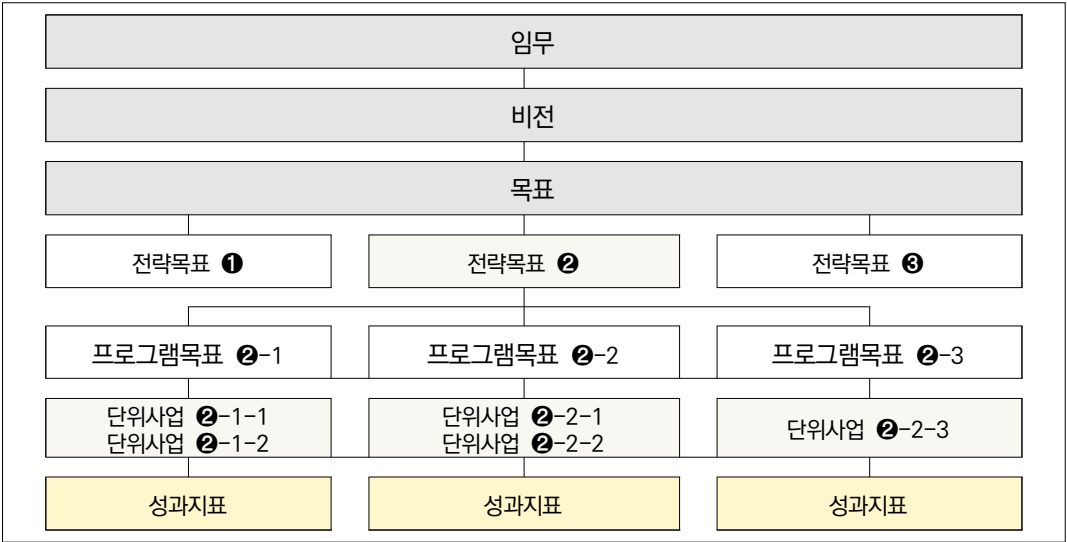 임무
비전
목표
전략목표 ❶
전략목표 ❷
전략목표 ❸
프로그램목표 ❷-1
프로그램목표 ❷-2
프로그램목표 ❷-3
단위사업 ❷-1-1
단위사업 ❷-1-2
단위사업 ❷-2-1
단위사업 ❷-2-2
단위사업 ❷-2-3
성과지표
성과지표
성과지표